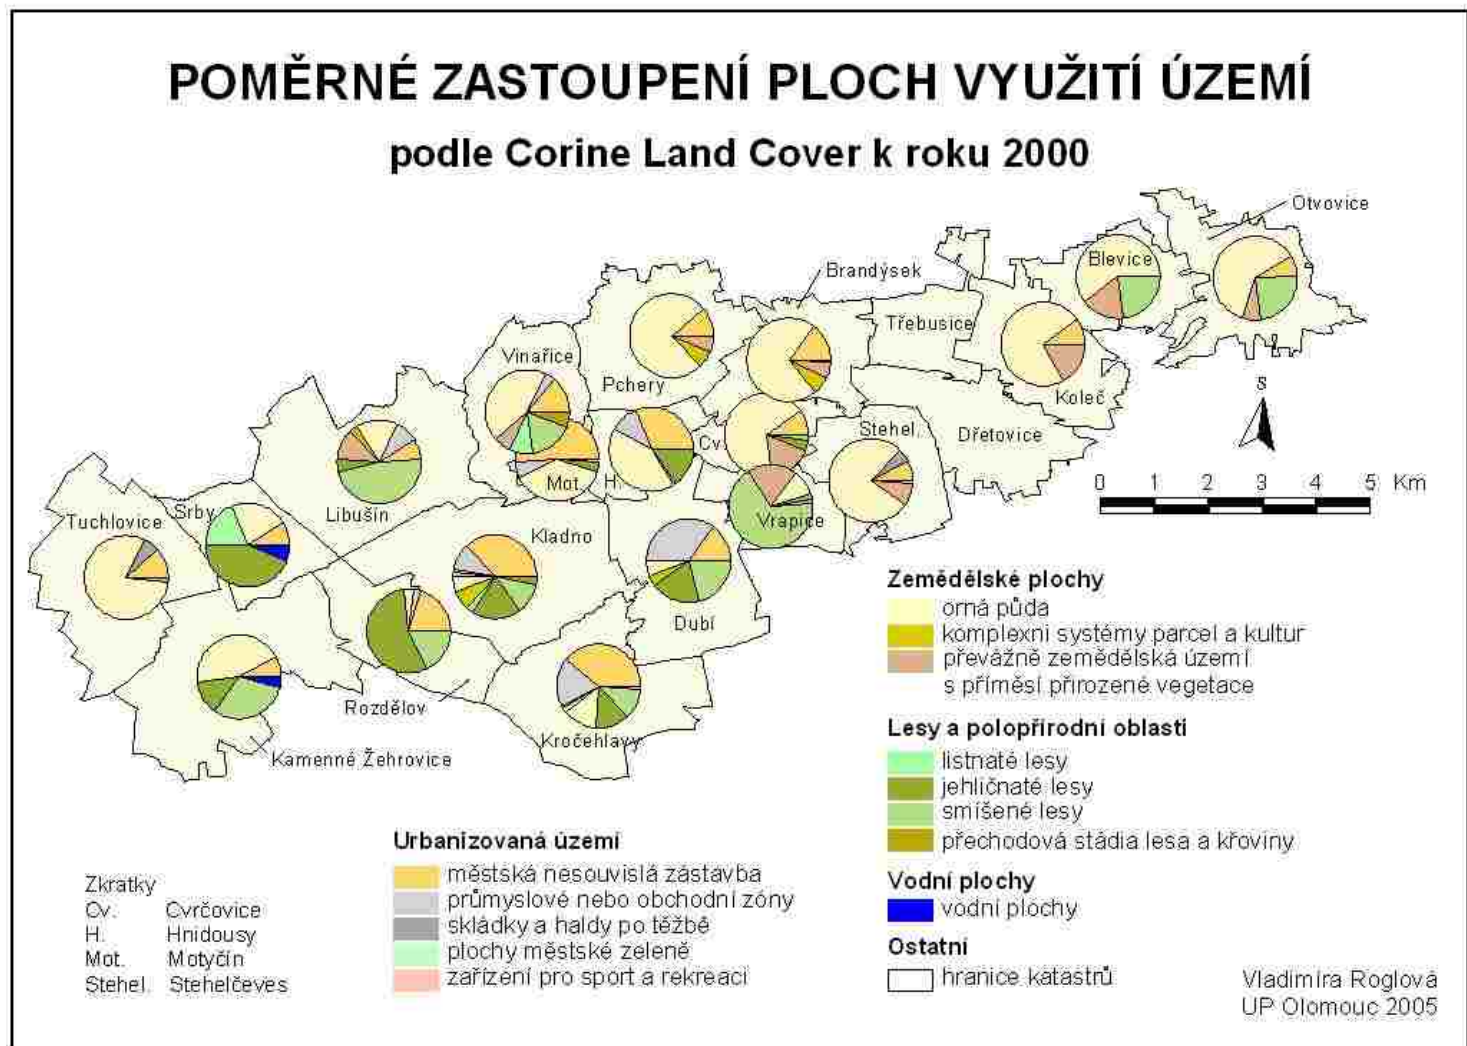 POMĚRNÉ ZASTOUPENÍ PLOCH VYUŽITÍ ÚZEMÍ
podle Corine Land Cover k roku 2000
Otvovice
Blevice
Brandýsek
Třebusice
Vinařice
Pchery
Koleč
S
Cv.
Stehel.
Dřetovice
0 1 2 3 4 5 Km
Mot.
H.
Tuchlovice
Srby
Libušín
Kladno
Vrapice
Dubí
Rozdělov
Kročehlavy
Kamenné Žehrovice
Zemědělské plochy
orná půda
komplexní systémy parcel a kultur
převážně zemědělská území
s příměsí přirozené vegetace
Lesy a polopřírodní oblasti
listnaté lesy
jehličnaté lesy
smíšené lesy
přechodová stádia lesa a křoviny
Vodní plochy
vodní plochy
Ostatní
hranice katastrů
Urbanizovaná území
městská nesouvislá zástavba
průmyslové nebo obchodní zóny
skládky a haldy po těžbě
plochy městské zeleně
zařízení pro sport a rekreaci
Zkratky
Cv. Cvrčovice
H. Hnidousy
Mot. Motyčín
Stehel. Stehelčeves
Vladimíra Roglová
UP Olomouc 2005